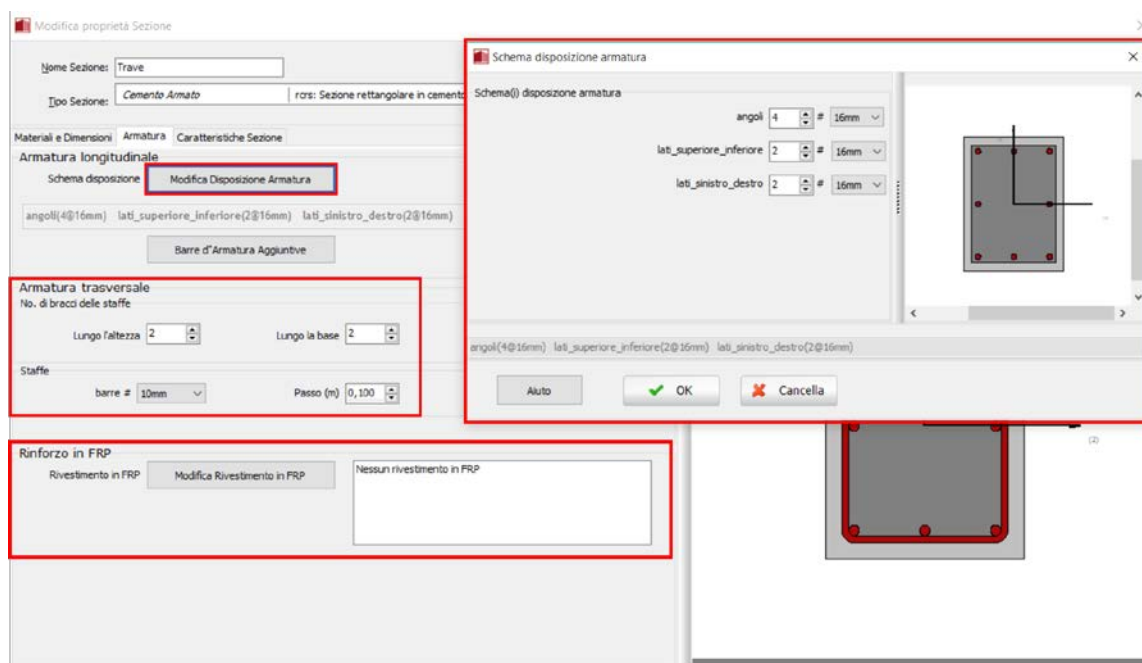 Modifica proprietà Sezione
Nome Sezione: Trave
Tipo Sezione: Cemento Armato rcrs: Sezione rettangolare in cemento
Materiali e Dimensioni Armatura Caratteristiche Sezione
Armatura longitudinale
Schema disposizione Modifica Disposizione Armatura
angoli(4@16mm) lati_superiore_inferiore(2@16mm) lati_sinistro_destro(2@16mm)
Barre d'Armatura Aggiuntive
Armatura trasversale
No. di bracci delle staffe
Lungo l'altezza 2 Lungo la base 2
Staffe
barre # 10mm Passo (m) 0,100
Rinforzo in FRP
Rivestimento in FRP Modifica Rivestimento in FRP Nessun rivestimento in FRP
Schema disposizione armatura
Schema(i) disposizione armatura
angoli 4 # 16mm
lati_superiore_inferiore 2 # 16mm
lati_sinistro_destro 2 # 16mm
angoli(4@16mm) lati_superiore_inferiore(2@16mm) lati_sinistro_destro(2@16mm)
Aiuto OK Cancella
(2)